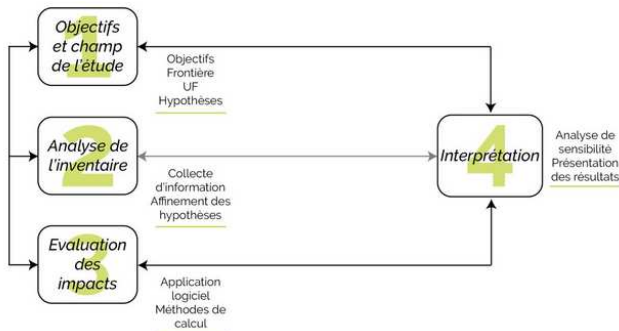 1
Objectifs
et champ
de l'étude
Objectifs
Frontière
UF
Hypothèses
2
Analyse de
l'inventaire
Collecte
d'information
Affinement des
hypothèses
3
Evaluation
des
impacts
Application
logiciel
Méthodes de
calcul
4
Interprétation
Analyse de
sensibilité
Présentation
des résultats